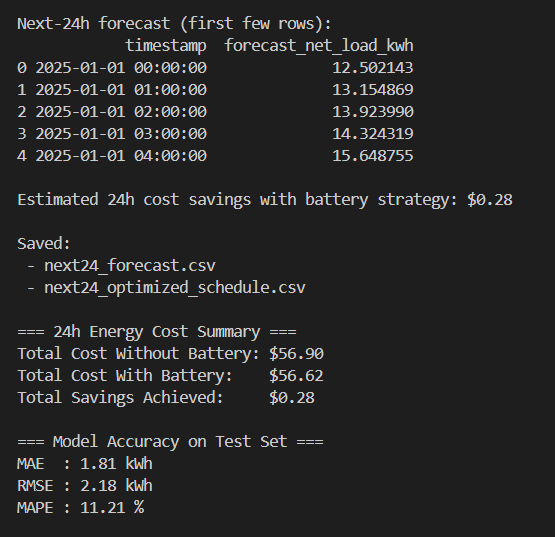 Next-24h forecast (first few rows):
timestamp forecast_net_load_kwh
0 2025-01-01 00:00:00 12.502143
1 2025-01-01 01:00:00 13.154869
2 2025-01-01 02:00:00 13.923990
3 2025-01-01 03:00:00 14.324319
4 2025-01-01 04:00:00 15.648755
Estimated 24h cost savings with battery strategy: $0.28
Saved:
- next24_forecast.csv
- next24_optimized_schedule.csv
=== 24h Energy Cost Summary ===
Total Cost Without Battery: $56.90
Total Cost With Battery: $56.62
Total Savings Achieved: $0.28
=== Model Accuracy on Test Set ===
MAE : 1.81 kWh
RMSE : 2.18 kWh
MAPE : 11.21 %